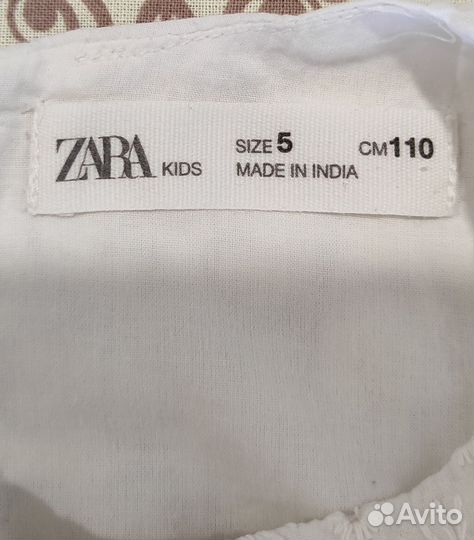 ZARA KIDS SIZE 5 CM 110
MADE IN INDIA
Avito